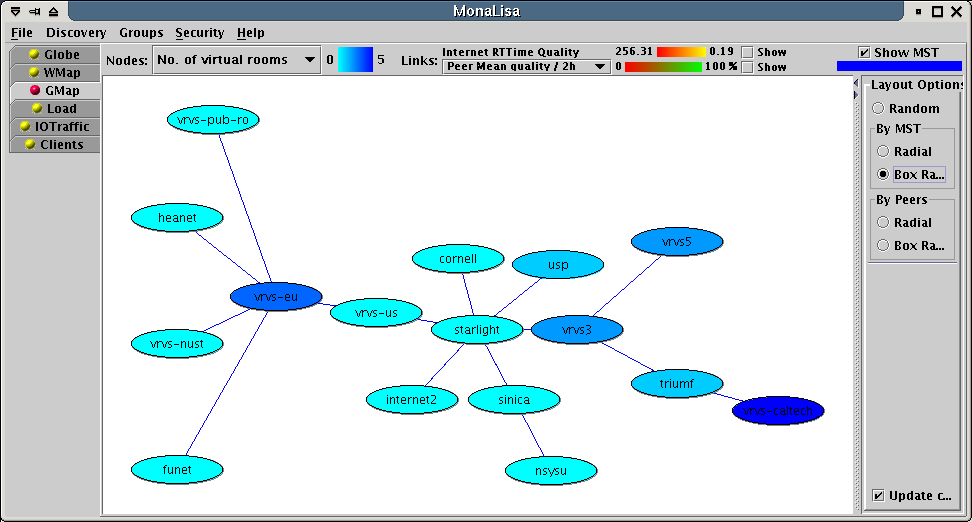 MonaLisa
File Discovery Groups Security Help
Globe
WMap
GMap
Load
IOTraffic
Clients
Nodes: No. of virtual rooms 0 5
Links: Internet RTTime Quality 256.31 0.19 Show
Peer Mean quality / 2h 0 100 % Show
Show MST
vrvs-pub-ro
heanet
vrvs-eu
vrvs-nust
funet
vrvs-us
cornell
usp
starlight
vrvs3
vrvs5
internet2
sinica
triumf
vrvs-caltech
nsysu
Layout Options
Random
By MST
Radial
Box Ra...
By Peers
Radial
Box Ra...
Update c...